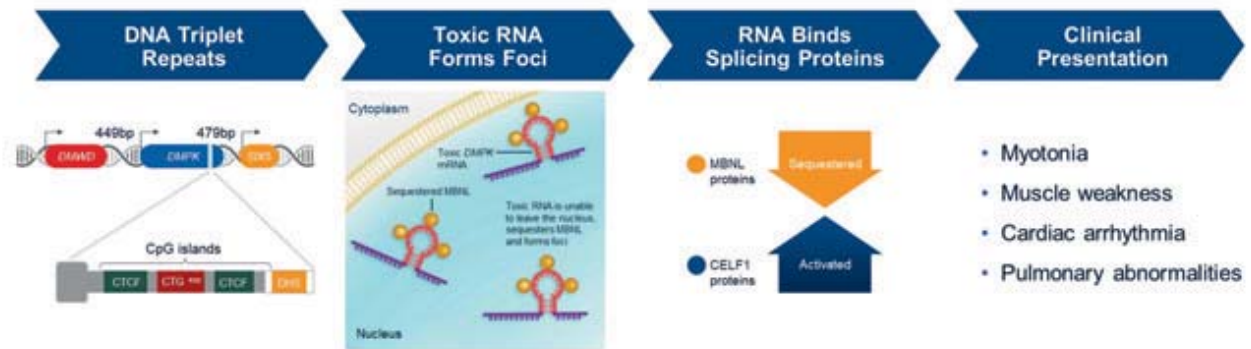 DNA Triplet
Repeats
Toxic RNA
Forms Foci
RNA Binds
Splicing Proteins
Clinical
Presentation
449bp
479bp
DMWD
DMPK
SIX5
CpG islands
CTCF
CTG exp
CTCF
DHS
Cytoplasm
Toxic DMPK
mRNA
Sequestered MBNL
Toxic RNA is unable
to leave the nucleus,
sequesters MBNL
and forms foci
Nucleus
MBNL
proteins
Sequestered
CELF1
proteins
Activated
• Myotonia
• Muscle weakness
• Cardiac arrhythmia
• Pulmonary abnormalities